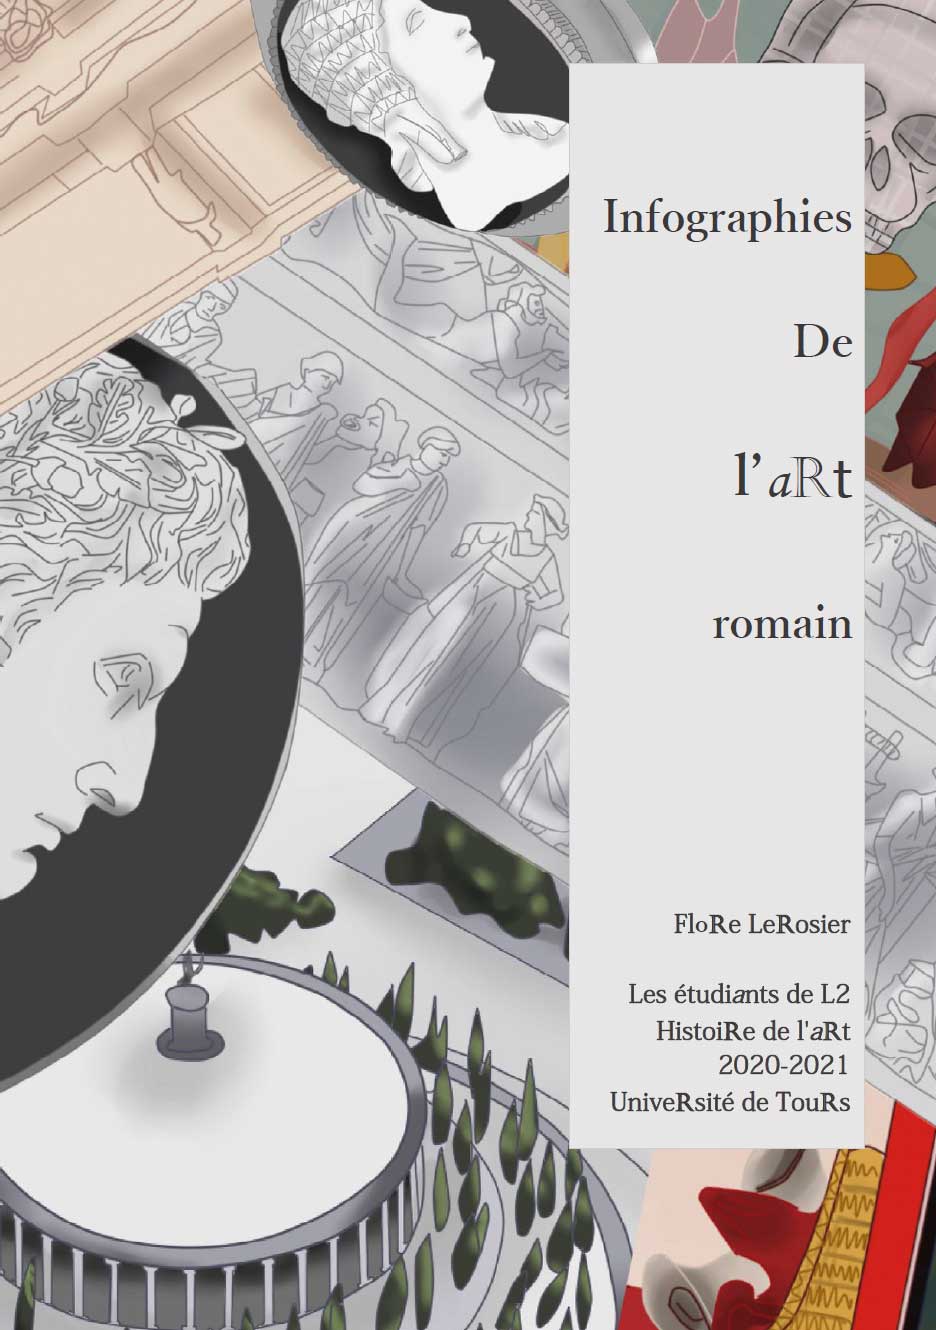 Infographies
De
l'aRt
romain
FloRe LeRosier
Les étudiants de L2
HistoiRe de l'aRt
2020-2021
UniveRsité de TouRs